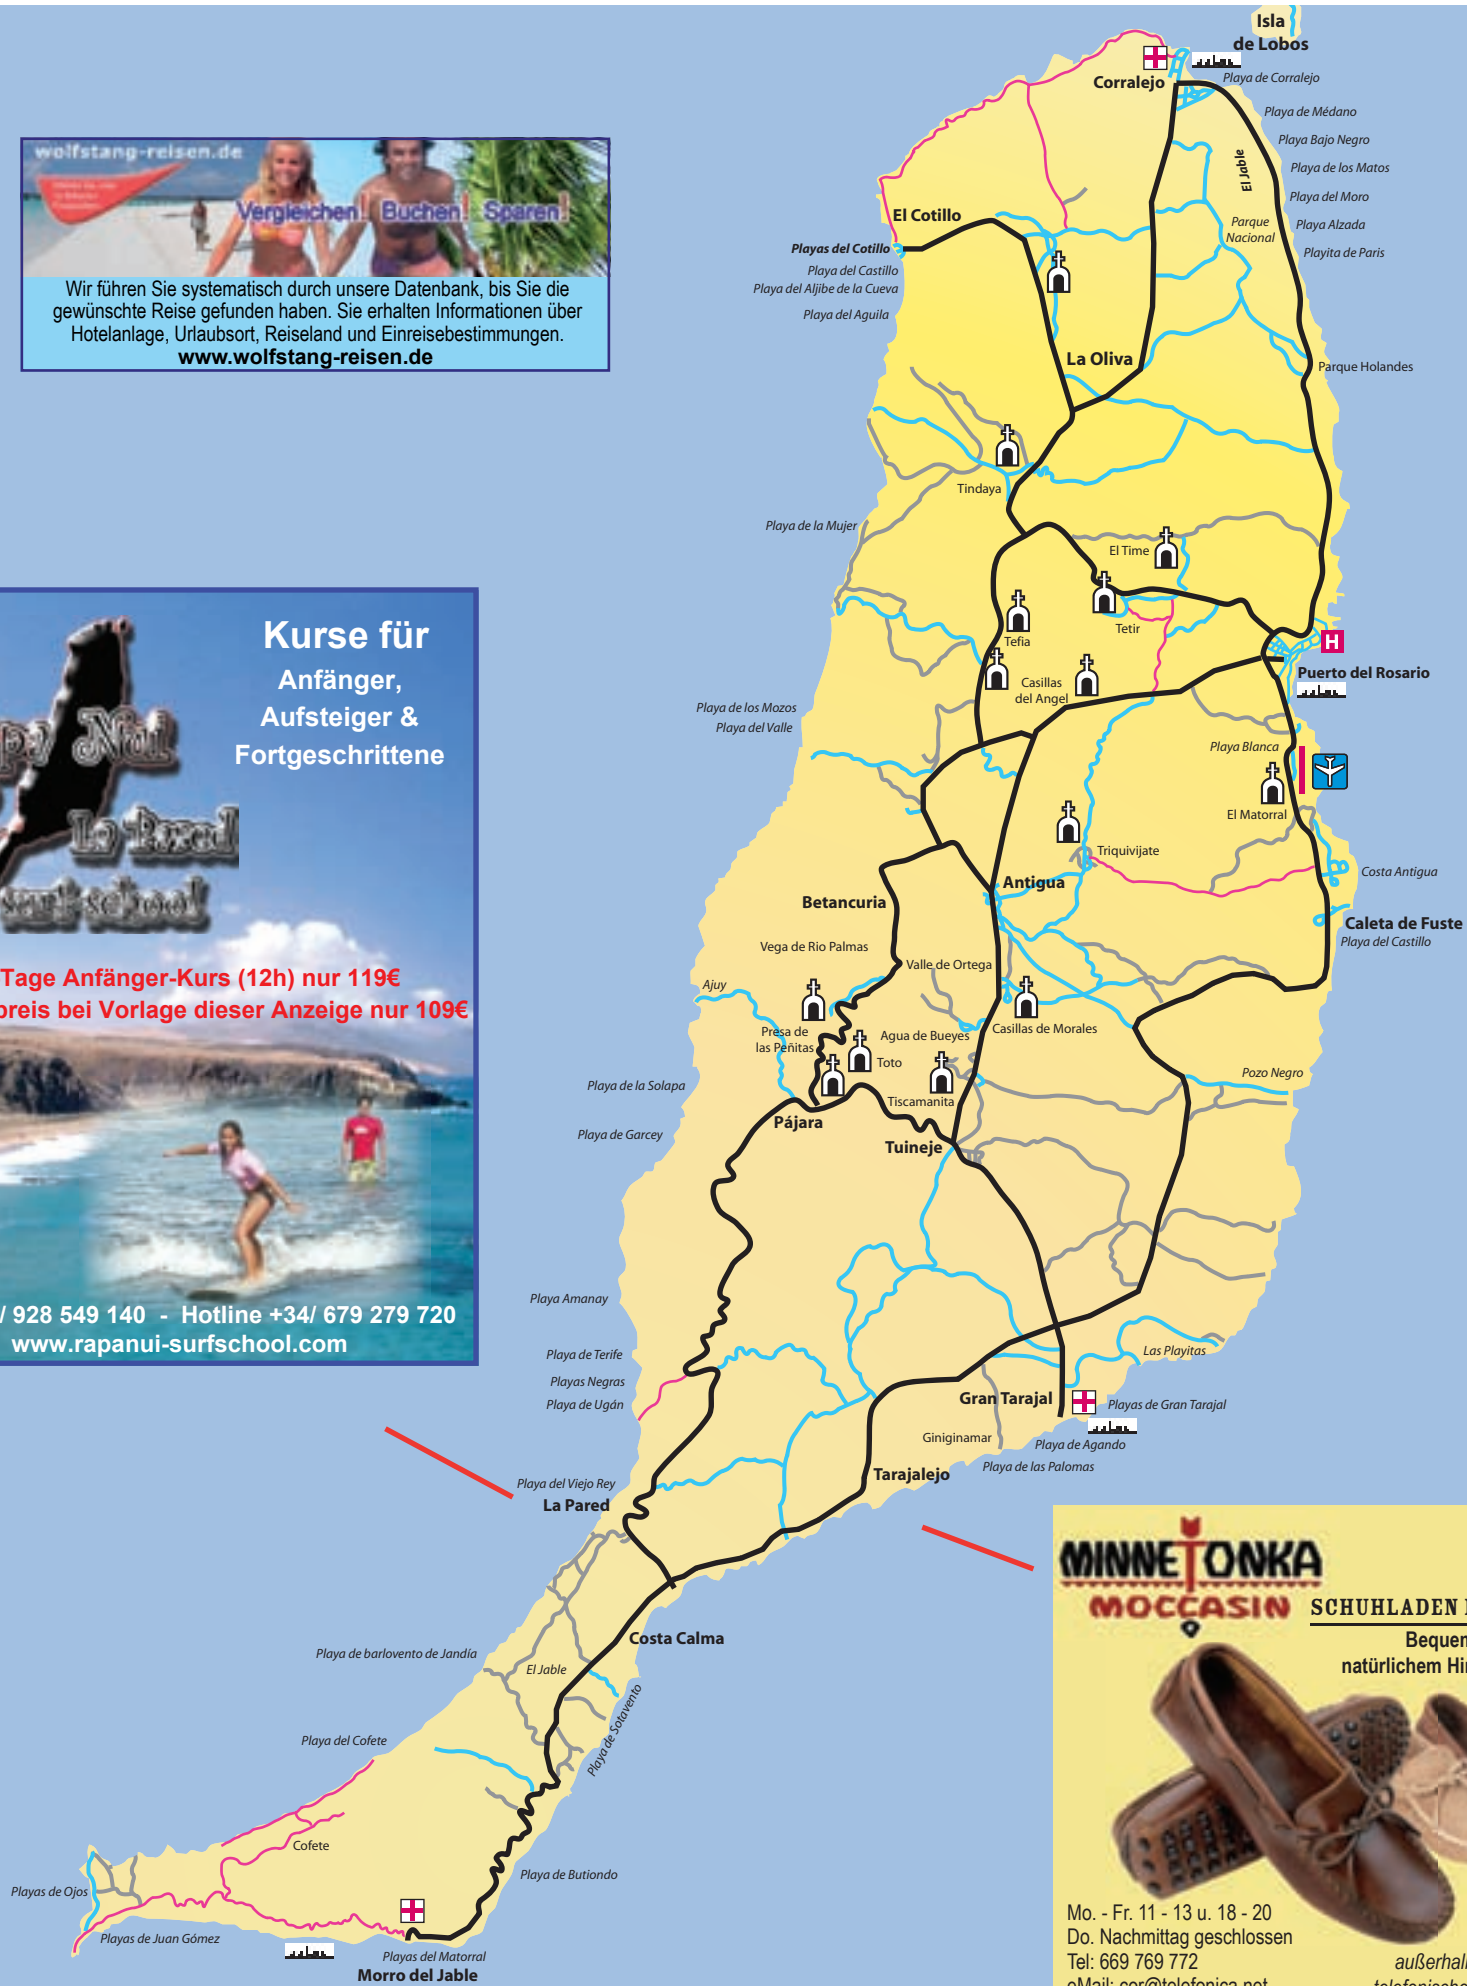 Isla
de Lobos
Corralejo
Playa de Corralejo
Playa de Médano
Playa Bajo Negro
Playa de los Matos
El Jable
Playa del Moro
Parque
Nacional
Playa Alzada
Playita de Paris
El Cotillo
Playas del Cotillo
Playa del Castillo
Playa del Aljibe de la Cueva
Playa del Aguila
La Oliva
Parque Holandes
wolfstang-reisen.de
Vergleichen! Buchen! Sparen!
Wir führen Sie systematisch durch unsere Datenbank, bis Sie die
gewünschte Reise gefunden haben. Sie erhalten Informationen über
Hotelanlage, Urlaubsort, Reiseland und Einreisebestimmungen.
www.wolfstang-reisen.de
Tindaya
Playa de la Mujer
El Time
Tetir
Tefia
H
Puerto del Rosario
Casillas
del Angel
Playa de los Mozos
Playa del Valle
Playa Blanca
El Matorral
Triquivijate
Costa Antigua
Antigua
Betancuria
Caleta de Fuste
Playa del Castillo
Vega de Rio Palmas
Valle de Ortega
Ajuy
Casillas de Morales
Presa de
las Peñitas
Agua de Bueyes
Toto
Pozo Negro
Playa de la Solapa
Tiscamanita
Pájara
Playa de Garcey
Tuineje
Kurse für
Anfänger,
Aufsteiger &
Fortgeschrittene
Nui
La Pared
Tage Anfänger-Kurs (12h) nur 119€
preis bei Vorlage dieser Anzeige nur 109€
/ 928 549 140 - Hotline +34/ 679 279 720
www.rapanui-surfschool.com
Playa Amanay
Playa de Terife
Playas Negras
Playa de Ugán
Las Playitas
Gran Tarajal
Playas de Gran Tarajal
Giniginamar
Playa de Agando
Playa de las Palomas
Tarajalejo
Playa del Viejo Rey
La Pared
Costa Calma
Playa de barlovento de Jandía
El Jable
Playa de Sotavento
Playa del Cofete
Cofete
Playa de Butiondo
Playas de Ojos
Playas de Juan Gómez
Playas del Matorral
Morro del Jable
MINNETONKA
MOCCASIN
SCHUHLADEN
natürlichem
Mo. - Fr. 11 - 13 u. 18 - 20
Do. Nachmittag geschlossen
Tel: 669 769 772
eMail: cor@telefonica.net